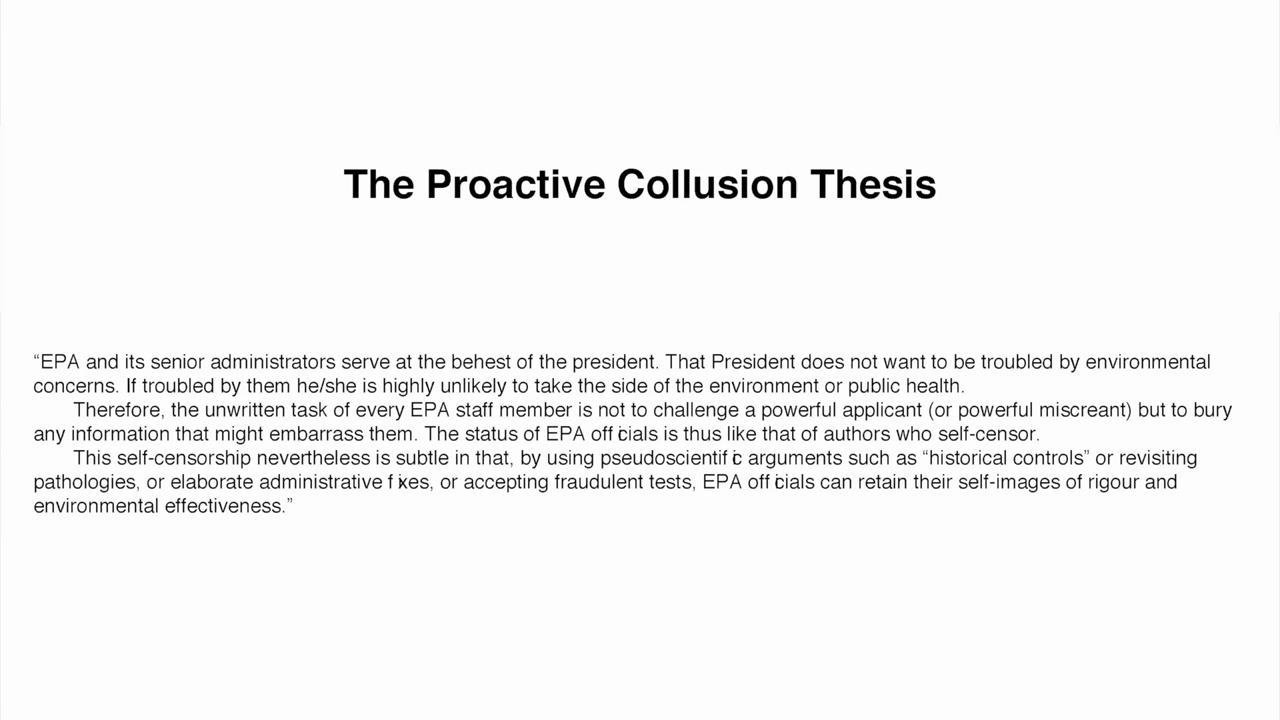 The Proactive Collusion Thesis
“EPA and its senior administrators serve at the behest of the president. That President does not want to be troubled by environmental
concerns. If troubled by them he/she is highly unlikely to take the side of the environment or public health.
Therefore, the unwritten task of every EPA staff member is not to challenge a powerful applicant (or powerful miscreant) but to bury
any information that might embarrass them. The status of EPA officials is thus like that of authors who self-censor.
This self-censorship nevertheless is subtle in that, by using pseudoscientific arguments such as “historical controls” or revisiting
pathologies, or elaborate administrative fixes, or accepting fraudulent tests, EPA officials can retain their self-images of rigour and
environmental effectiveness.”